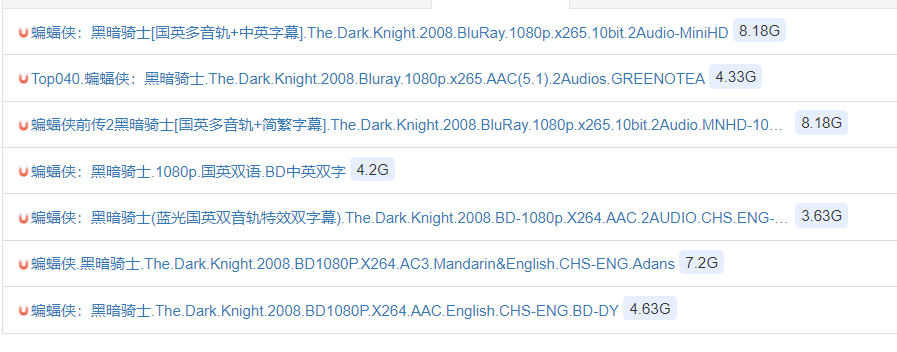 蝙蝠侠：黑暗骑士[国英多音轨+中英字幕].The.Dark.Knight.2008.BluRay.1080p.x265.10bit.2Audio-MiniHD 8.18G
Top040.蝙蝠侠：黑暗骑士.The.Dark.Knight.2008.Bluray.1080p.x265.AAC(5.1).2Audios.GREENOTEA 4.33G
蝙蝠侠前传2黑暗骑士[国英多音轨+简繁字幕].The.Dark.Knight.2008.BluRay.1080p.x265.10bit.2Audio.MNHD-10... 8.18G
蝙蝠侠：黑暗骑士.1080p.国英双语.BD中英双字 4.2G
蝙蝠侠：黑暗骑士(蓝光国英双音轨特效双字幕).The.Dark.Knight.2008.BD-1080p.X264.AAC.2AUDIO.CHS.ENG-... 3.63G
蝙蝠侠.黑暗骑士.The.Dark.Knight.2008.BD1080P.X264.AC3.Mandarin&English.CHS-ENG.Adans 7.2G
蝙蝠侠：黑暗骑士.The.Dark.Knight.2008.BD1080P.X264.AAC.English.CHS-ENG.BD-DY 4.63G